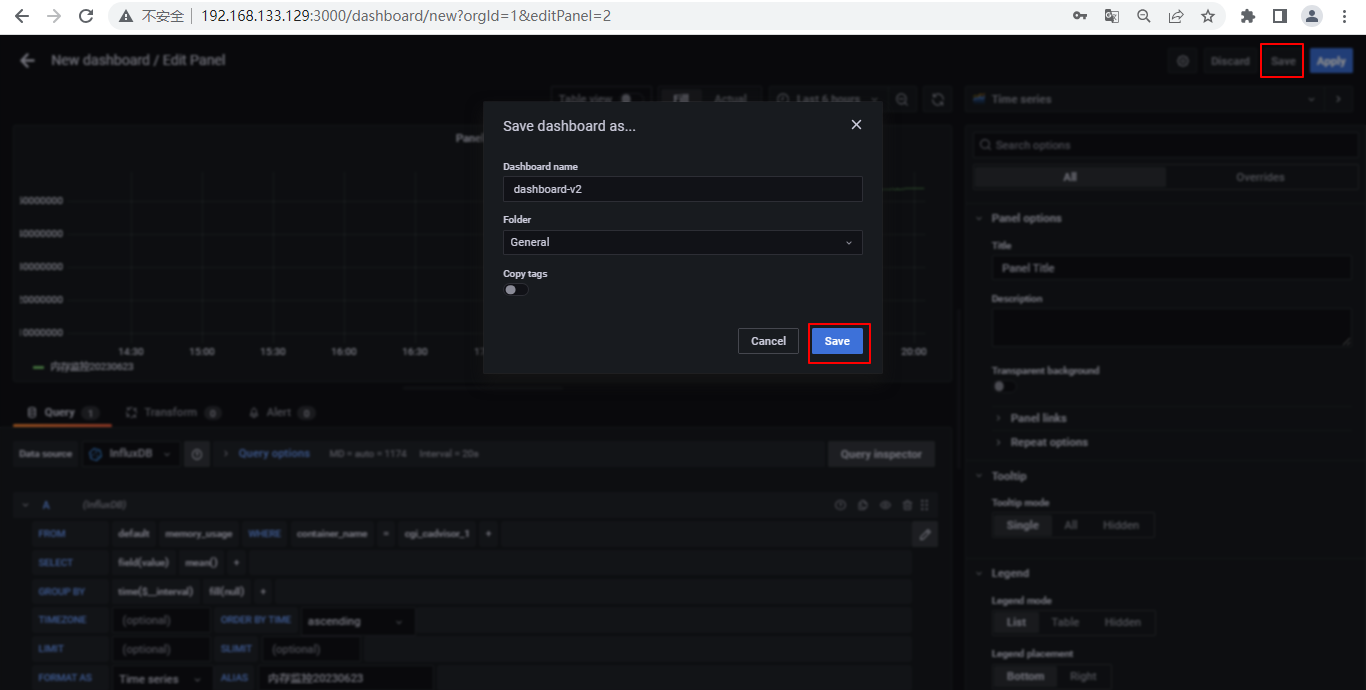 不安全 192.168.133.129:3000/dashboard/new?orgId=1&editPanel=2
New dashboard / Edit Panel
Discard Save Apply
Table view Fill Actual Last 6 hours Time series
Save dashboard as...
Panel
Search options
Dashboard name
dashboard-v2
All Overrides
Folder
General
Panel options
Title
Panel Title
Copy tags
Description
Cancel Save
14:30 15:00 15:30 16:00 16:30 20:00
内存监控20230623
Transparent background
Query 1 Transform 0 Alert 0
Panel links
Repeat options
Data source InfluxDB Query options MD = auto = 1174 Interval = 20s Query inspector
Tooltip
Tooltip mode
Single All Hidden
A (InfluxDB)
FROM default memory_usage WHERE container_name = cgi_cadvisor_1 +
SELECT field(value) mean() +
GROUP BY time($__interval) fill(null) +
TIMEZONE (optional) ORDER BY TIME ascending
LIMIT (optional) SLIMIT (optional)
FORMAT AS Time series ALIAS 内存监控20230623
Legend
Legend mode
List Table Hidden
Legend placement
Bottom Right